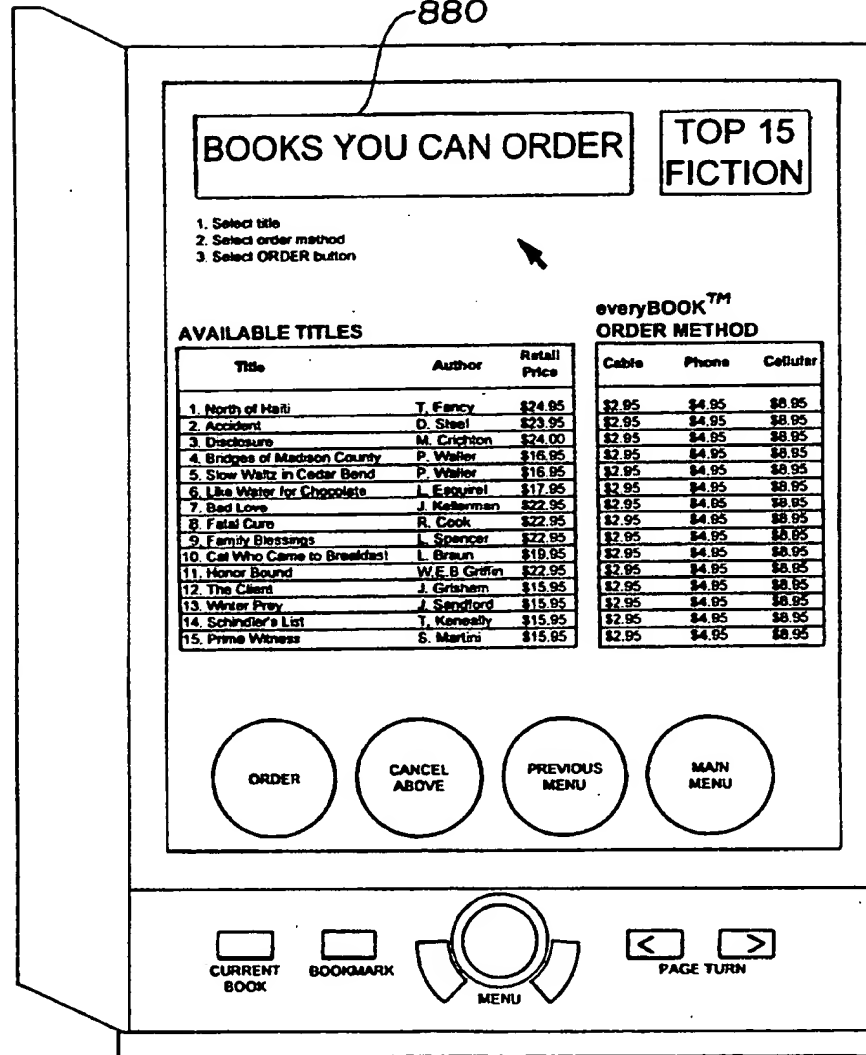 880
BOOKS YOU CAN ORDER
TOP 15
FICTION
1. Select title
2. Select order method
3. Select ORDER button
everyBOOK™
AVAILABLE TITLES
ORDER METHOD
Title Author Retail Price Cable Phone Cellular
1. North of Haiti T. Fancy $24.95 $2.95 $4.95 $8.95
2. Accident D. Steel $23.95 $2.95 $4.95 $8.95
3. Disclosure M. Crichton $24.00 $2.95 $4.95 $8.95
4. Bridges of Madison County P. Waller $16.95 $2.95 $4.95 $8.95
5. Slow Waltz in Cedar Bend P. Waller $16.95 $2.95 $4.95 $8.95
6. Like Water for Chocolate L. Esquirel $17.95 $2.95 $4.95 $8.95
7. Bad Love J. Kellerman $22.95 $2.95 $4.95 $8.95
8. Fatal Cure R. Cook $22.95 $2.95 $4.95 $8.95
9. Family Blessings L. Spencer $22.95 $2.95 $4.95 $8.95
10. Cat Who Came to Breakfast L. Braun $19.95 $2.95 $4.95 $8.95
11. Honor Bound W.E.B Griffin $22.95 $2.95 $4.95 $8.95
12. The Client J. Grisham $15.95 $2.95 $4.95 $8.95
13. Winter Prey J. Sandford $15.95 $2.95 $4.95 $8.95
14. Schindler's List T. Keneally $15.95 $2.95 $4.95 $8.95
15. Prime Witness S. Martini $15.95 $2.95 $4.95 $8.95
ORDER
CANCEL
ABOVE
PREVIOUS
MENU
MAIN
MENU
< >
CURRENT
BOOK
BOOKMARK
MENU
PAGE TURN